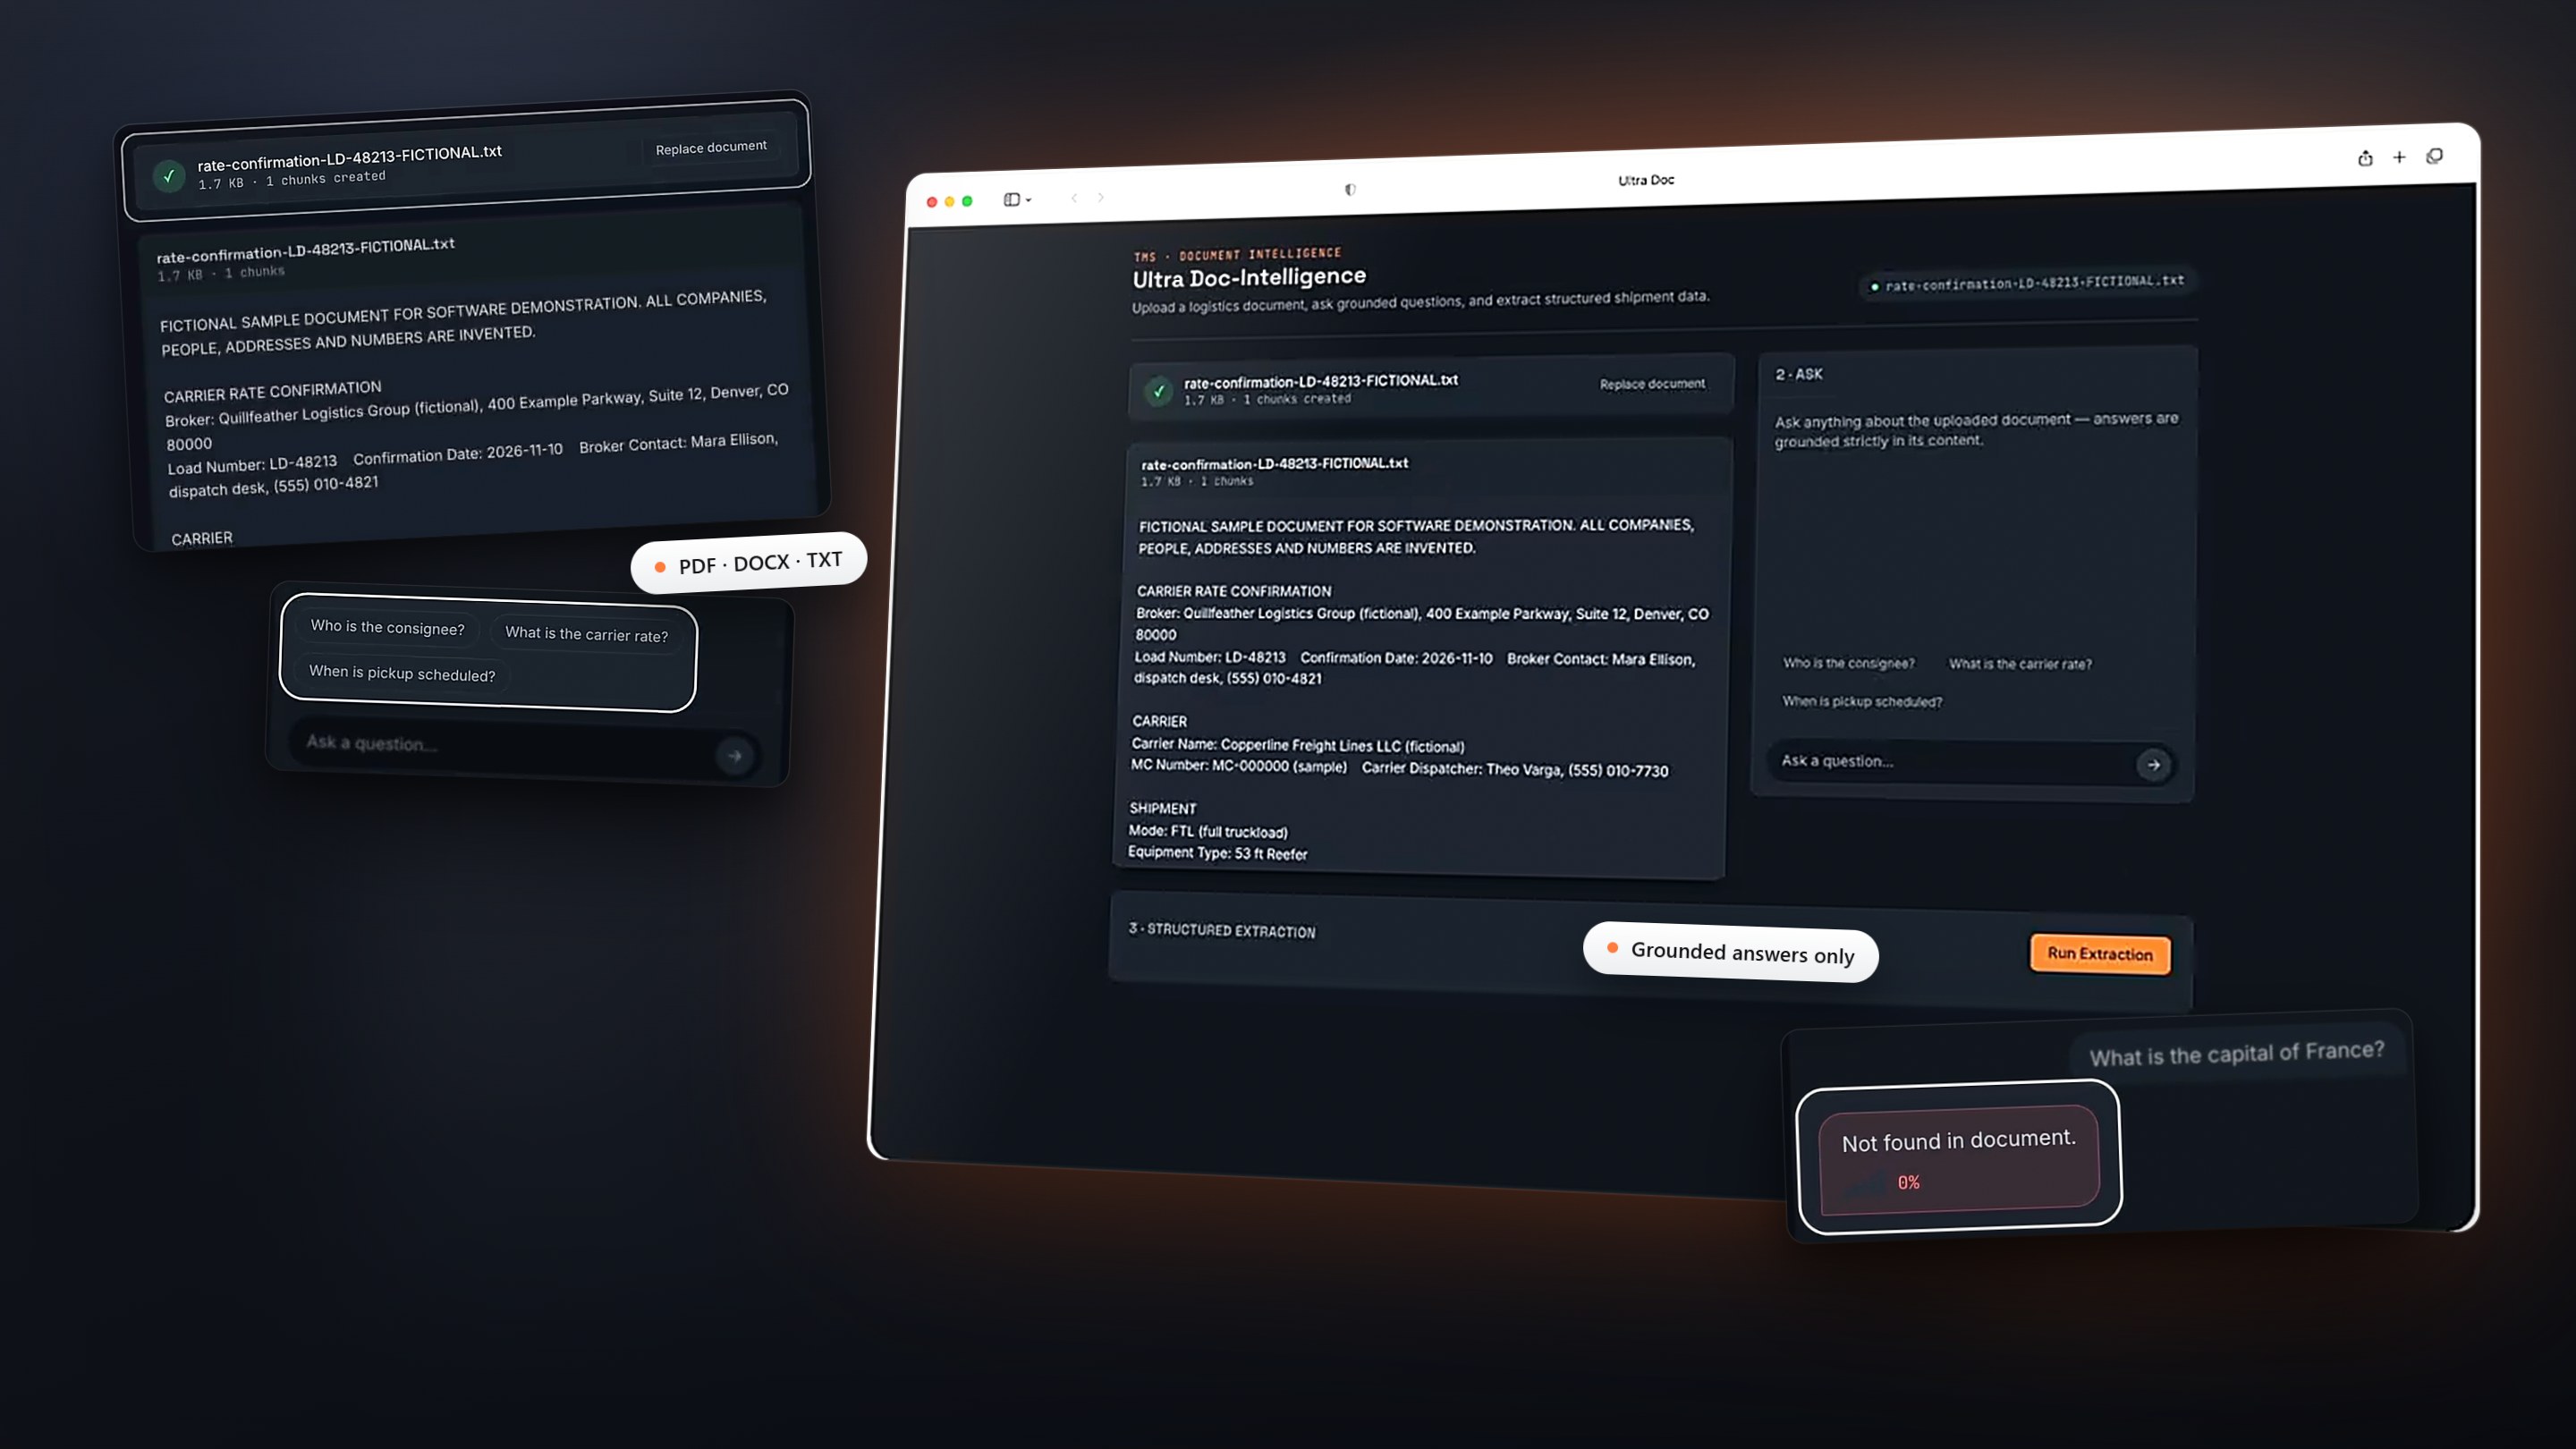 rate-confirmation-LD-48213-FICTIONAL.txt
1.7 KB · 1 chunks created
Replace document
rate-confirmation-LD-48213-FICTIONAL.txt
1.7 KB · 1 chunks
FICTIONAL SAMPLE DOCUMENT FOR SOFTWARE DEMONSTRATION. ALL COMPANIES,
PEOPLE, ADDRESSES AND NUMBERS ARE INVENTED.
CARRIER RATE CONFIRMATION
Broker: Quillfeather Logistics Group (fictional), 400 Example Parkway, Suite 12, Denver, CO
80000
Load Number: LD-48213 Confirmation Date: 2026-11-10 Broker Contact: Mara Ellison,
dispatch desk, (555) 010-4821
CARRIER
PDF · DOCX · TXT
Who is the consignee?
What is the carrier rate?
When is pickup scheduled?
Ask a question...
Ultra Doc
TMS · DOCUMENT INTELLIGENCE
Ultra Doc-Intelligence
Upload a logistics document, ask grounded questions, and extract structured shipment data.
rate-confirmation-LD-48213-FICTIONAL.txt
rate-confirmation-LD-48213-FICTIONAL.txt
1.7 KB · 1 chunks created
Replace document
rate-confirmation-LD-48213-FICTIONAL.txt
1.7 KB · 1 chunks
FICTIONAL SAMPLE DOCUMENT FOR SOFTWARE DEMONSTRATION. ALL COMPANIES,
PEOPLE, ADDRESSES AND NUMBERS ARE INVENTED.
CARRIER RATE CONFIRMATION
Broker: Quillfeather Logistics Group (fictional), 400 Example Parkway, Suite 12, Denver, CO
80000
Load Number: LD-48213 Confirmation Date: 2026-11-10 Broker Contact: Mara Ellison,
dispatch desk, (555) 010-4821
CARRIER
Carrier Name: Copperline Freight Lines LLC (fictional)
MC Number: MC-000000 (sample) Carrier Dispatcher: Theo Varga, (555) 010-7730
SHIPMENT
Mode: FTL (full truckload)
Equipment Type: 53 ft Reefer
2 · ASK
Ask anything about the uploaded document — answers are
grounded strictly in its content.
Who is the consignee?
What is the carrier rate?
When is pickup scheduled?
Ask a question...
3 · STRUCTURED EXTRACTION
Grounded answers only
Run Extraction
What is the capital of France?
Not found in document.
0%